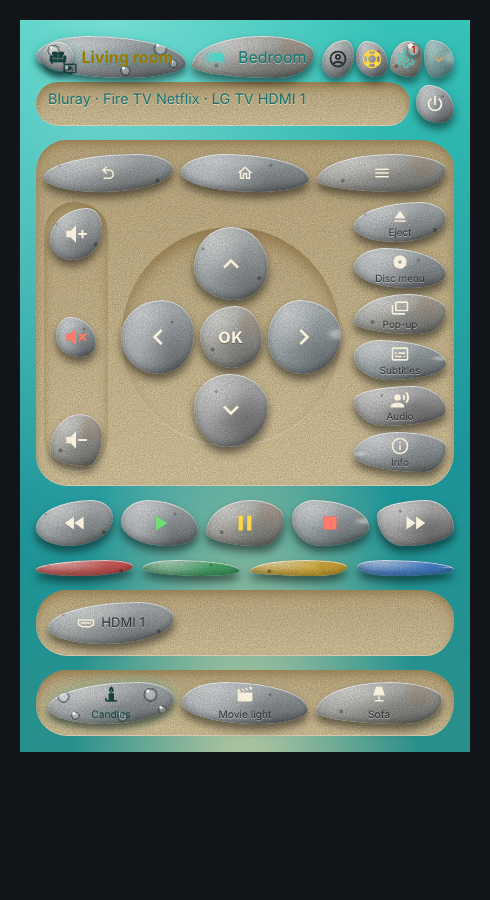 Living room
Bedroom
1
Bluray · Fire TV Netflix · LG TV HDMI 1
Eject
Disc menu
Pop-up
OK
Subtitles
Audio
Info
HDMI 1
Candles
Movie light
Sofa